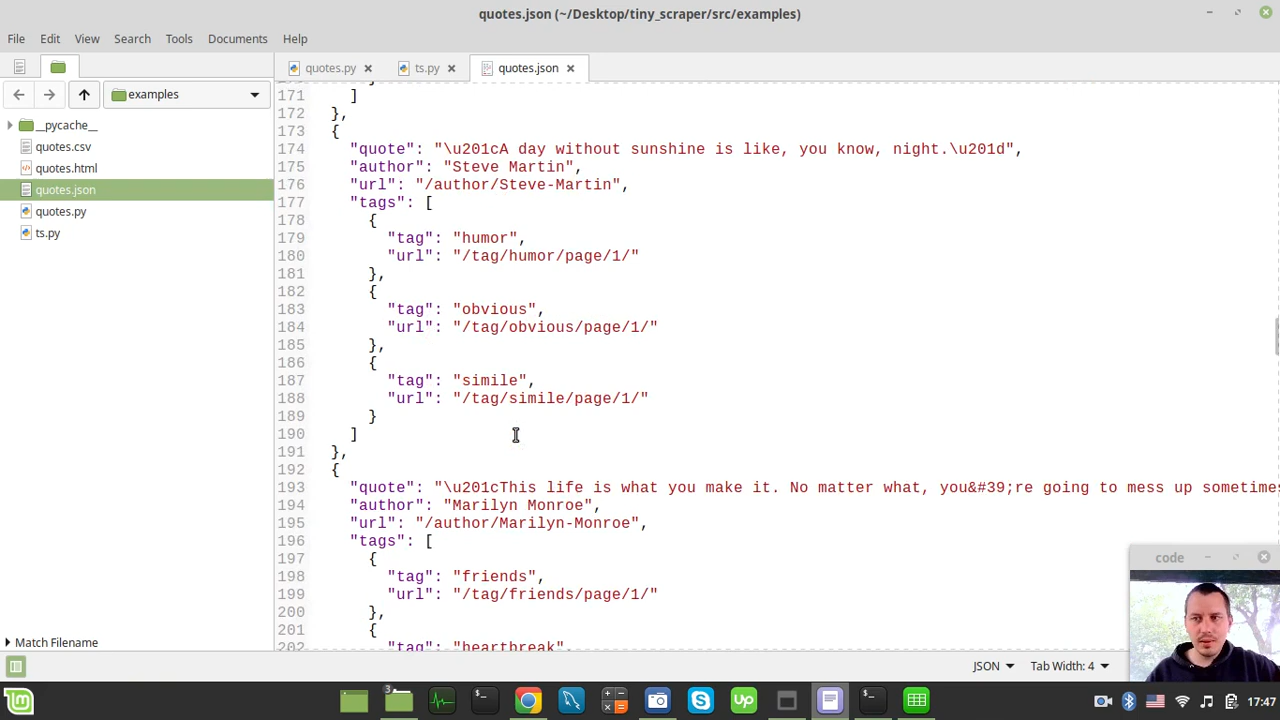 quotes.json (~/Desktop/tiny_scraper/src/examples)
File Edit View Search Tools Documents Help
quotes.py ts.py quotes.json
examples
__pycache__
quotes.csv
quotes.html
quotes.json
quotes.py
ts.py
171 ]
172 },
173 {
174 "quote": "\u201cA day without sunshine is like, you know, night.\u201d",
175 "author": "Steve Martin",
176 "url": "/author/Steve-Martin",
177 "tags": [
178 {
179 "tag": "humor",
180 "url": "/tag/humor/page/1/"
181 },
182 {
183 "tag": "obvious",
184 "url": "/tag/obvious/page/1/"
185 },
186 {
187 "tag": "simile",
188 "url": "/tag/simile/page/1/"
189 }
190 ]
191 },
192 {
193 "quote": "\u201cThis life is what you make it. No matter what, you&#39;re going to mess up sometimes
194 "author": "Marilyn Monroe",
195 "url": "/author/Marilyn-Monroe",
196 "tags": [
197 {
198 "tag": "friends",
199 "url": "/tag/friends/page/1/"
200 },
201 {
202 "tag": "heartbreak",
code
Match Filename
JSON Tab Width: 4
3
Up
17:47